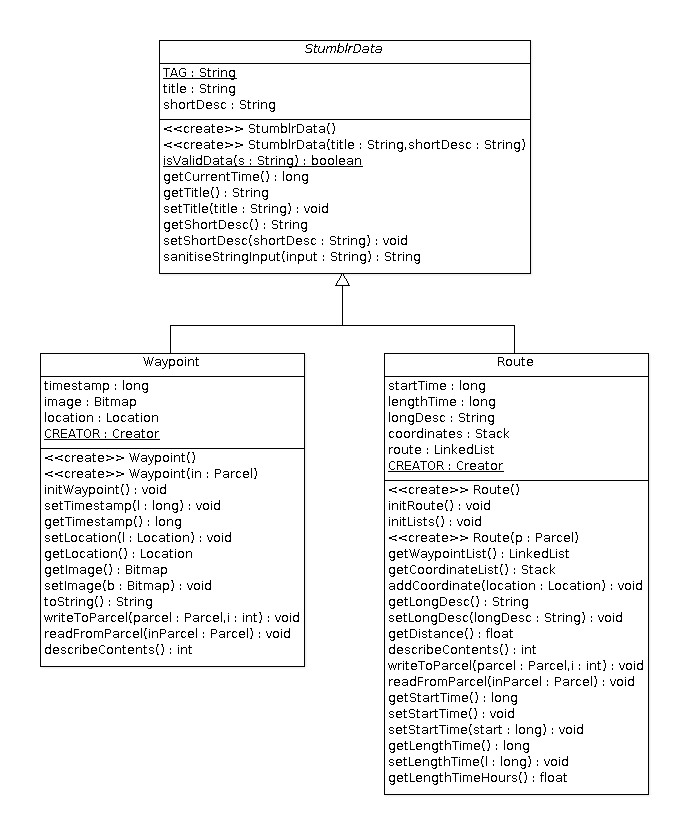 StumblrData
TAG : String
title : String
shortDesc : String
<<create>> StumblrData()
<<create>> StumblrData(title : String,shortDesc : String)
isValidData(s : String) : boolean
getCurrentTime() : long
getTitle() : String
setTitle(title : String) : void
getShortDesc() : String
setShortDesc(shortDesc : String) : void
sanitiseStringInput(input : String) : String
Waypoint
timestamp : long
image : Bitmap
location : Location
CREATOR : Creator
<<create>> Waypoint()
<<create>> Waypoint(in : Parcel)
initWaypoint() : void
setTimestamp(l : long) : void
getTimestamp() : long
setLocation(l : Location) : void
getLocation() : Location
getImage() : Bitmap
setImage(b : Bitmap) : void
toString() : String
writeToParcel(parcel : Parcel,i : int) : void
readFromParcel(inParcel : Parcel) : void
describeContents() : int
Route
startTime : long
lengthTime : long
longDesc : String
coordinates : Stack
route : LinkedList
CREATOR : Creator
<<create>> Route()
initRoute() : void
initLists() : void
<<create>> Route(p : Parcel)
getWaypointList() : LinkedList
getCoordinateList() : Stack
addCoordinate(location : Location) : void
getLongDesc() : String
setLongDesc(longDesc : String) : void
getDistance() : float
describeContents() : int
writeToParcel(parcel : Parcel,i : int) : void
readFromParcel(inParcel : Parcel) : void
getStartTime() : long
setStartTime() : void
setStartTime(start : long) : void
getLengthTime() : long
setLengthTime(l : long) : void
getLengthTimeHours() : float